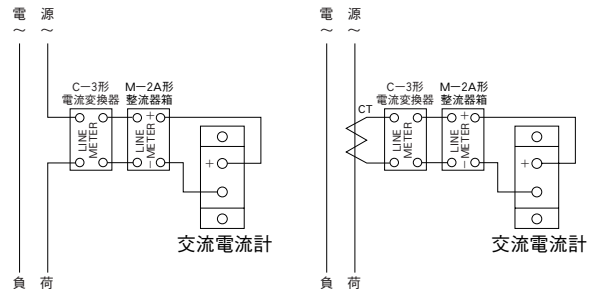 電 源
～ ～
C－3形 M－2A形
電流変換器 整流器箱
LINE METER
LINE －METER＋
＋
交流電流計
負 荷
電 源
～ ～
CT
C－3形 M－2A形
電流変換器 整流器箱
LINE METER
LINE －METER＋
＋
交流電流計
負 荷